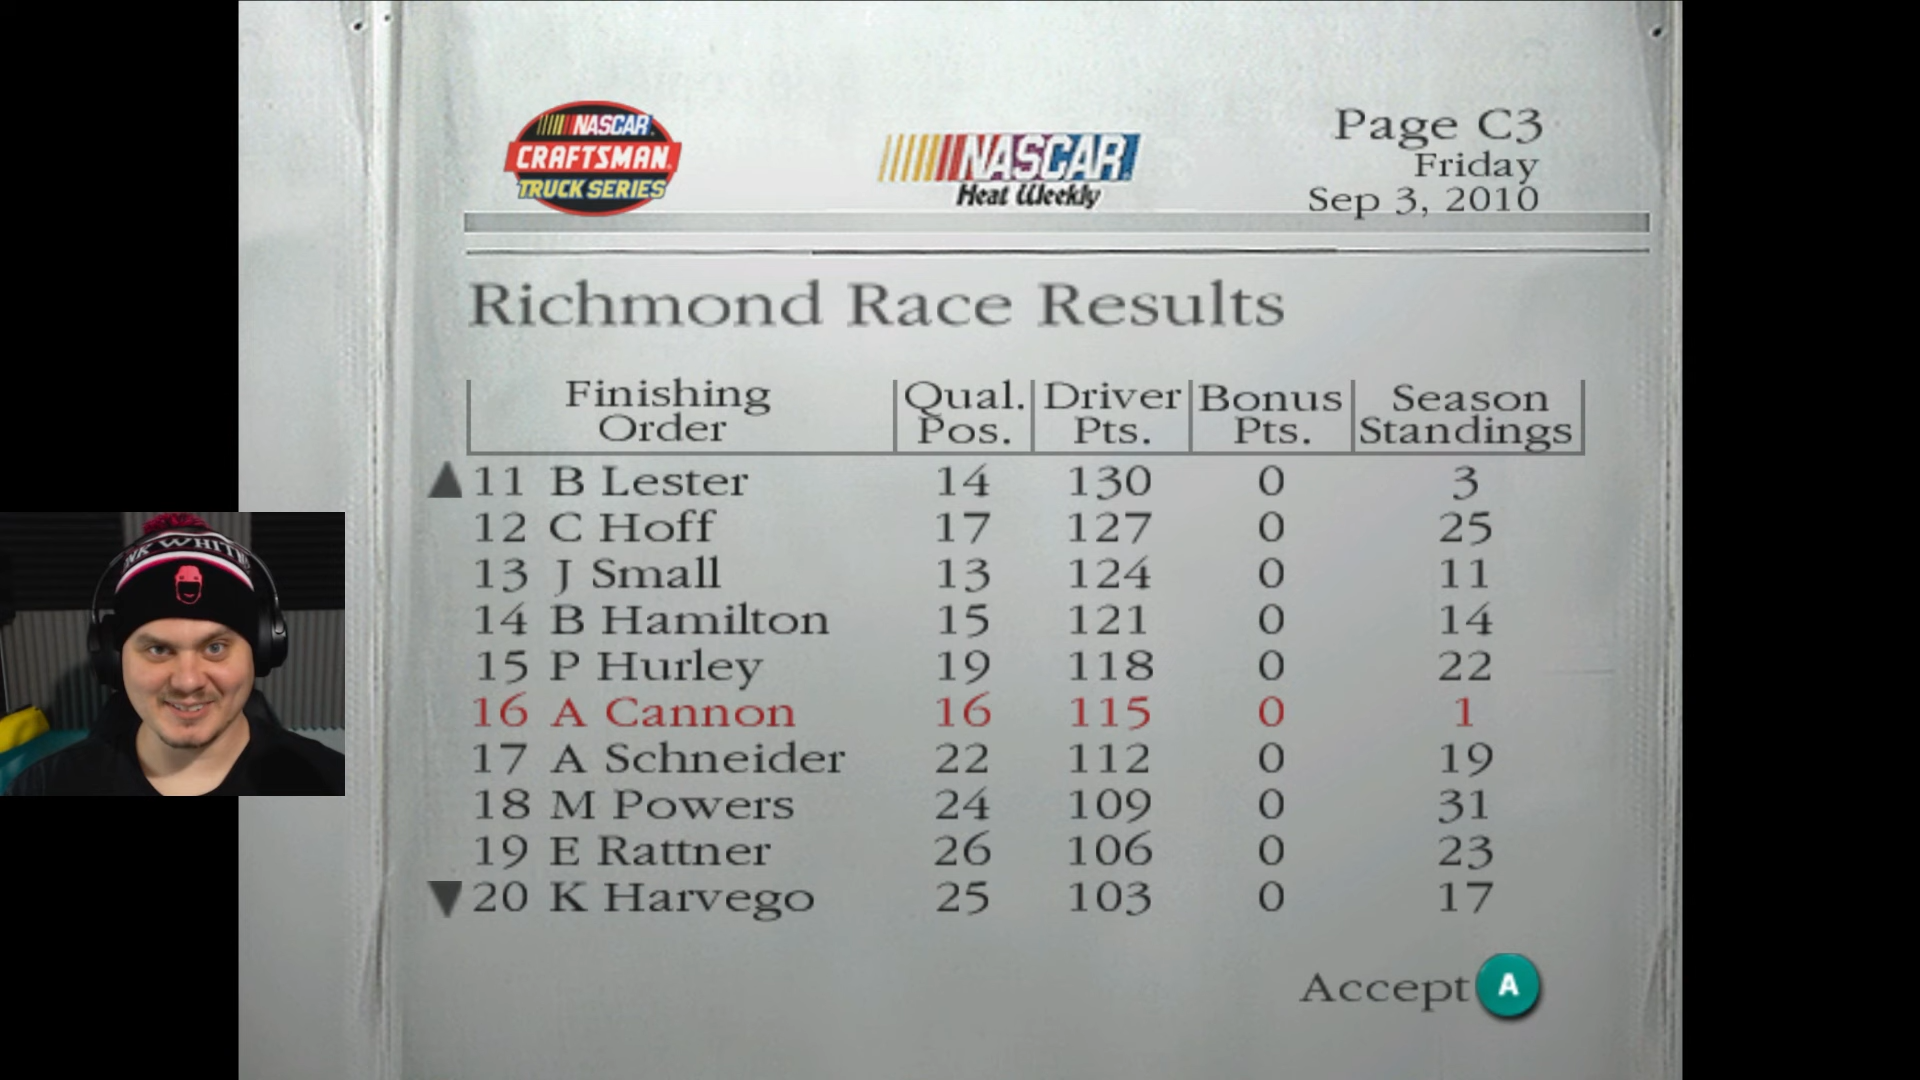 NASCAR
CRAFTSMAN
TRUCK SERIES
NASCAR
Heat Weekly
Page C3
Friday
Sep 3, 2010
Richmond Race Results
Finishing Order Qual. Pos. Driver Pts. Bonus Pts. Season Standings
11 B Lester 14 130 0 3
12 C Hoff 17 127 0 25
13 J Small 13 124 0 11
14 B Hamilton 15 121 0 14
15 P Hurley 19 118 0 22
16 A Cannon 16 115 0 1
17 A Schneider 22 112 0 19
18 M Powers 24 109 0 31
19 E Rattner 26 106 0 23
20 K Harvego 25 103 0 17
Accept A